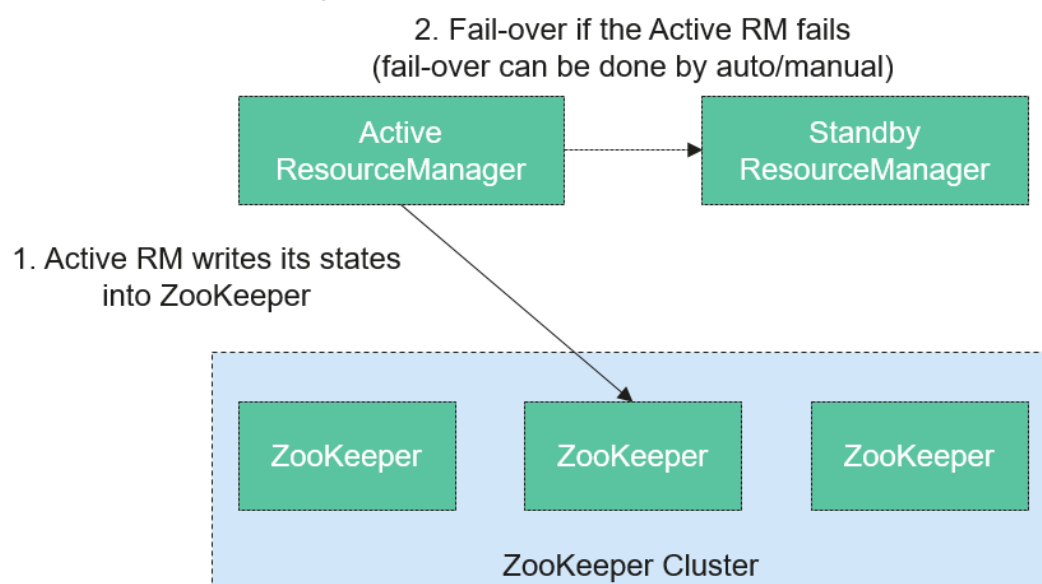 2. Fail-over if the Active RM fails
(fail-over can be done by auto/manual)
Active
ResourceManager
Standby
ResourceManager
1. Active RM writes its states
into ZooKeeper
ZooKeeper
ZooKeeper
ZooKeeper
ZooKeeper Cluster